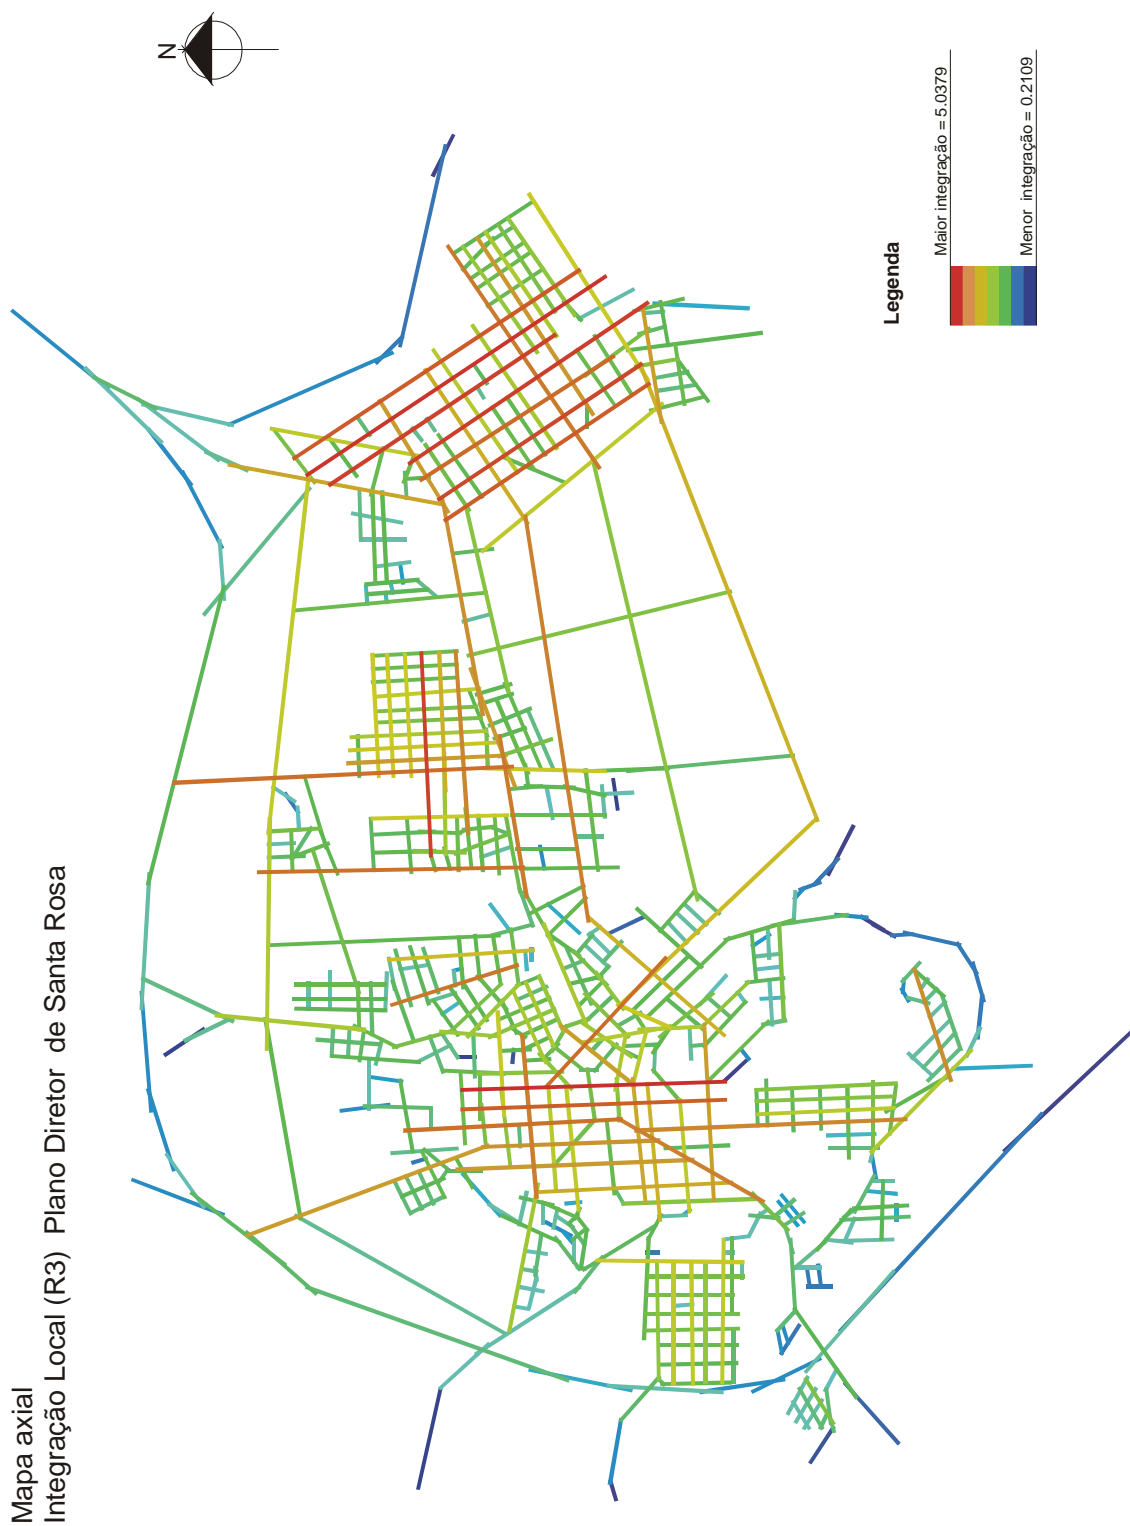 Mapa axial
Integração Local (R3) Plano Diretor de Santa Rosa
N
Legenda
Maior integração = 5.0379
Menor integração = 0.2109